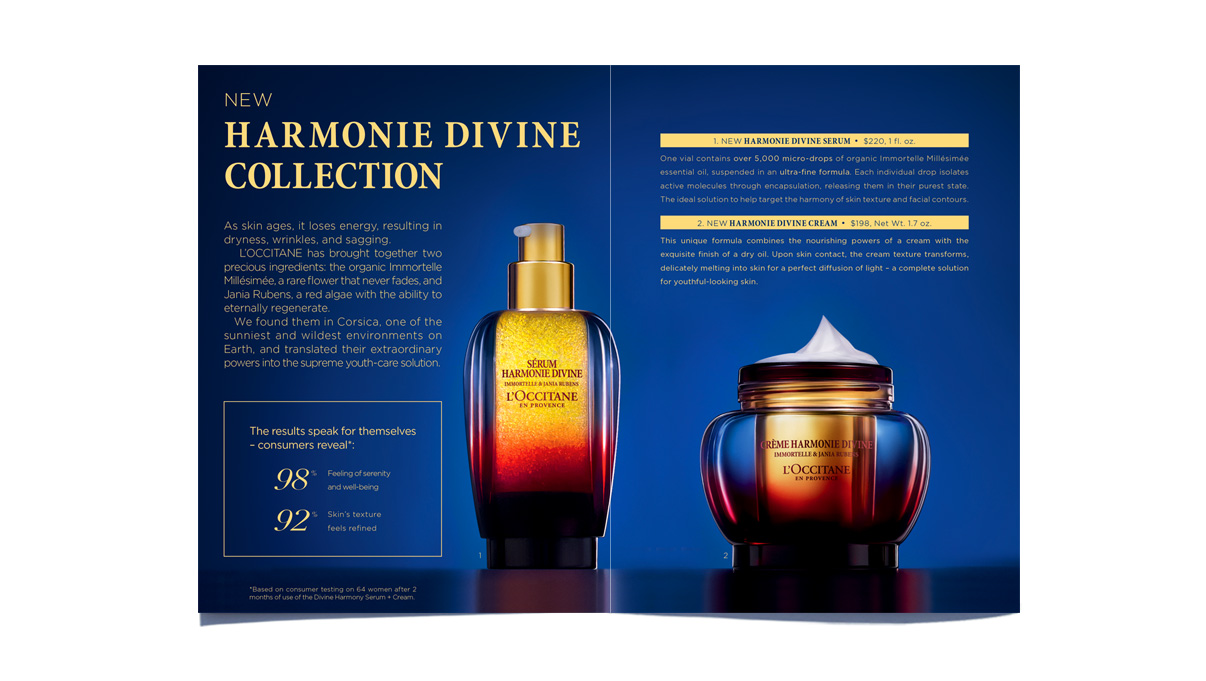 NEW
HARMONIE DIVINE
COLLECTION
As skin ages, it loses energy, resulting in
dryness, wrinkles, and sagging.
L'OCCITANE has brought together two
precious ingredients: the organic Immortelle
Millésimée, a rare flower that never fades, and
Jania Rubens, a red algae with the ability to
eternally regenerate.
We found them in Corsica, one of the
sunniest and wildest environments on
Earth, and translated their extraordinary
powers into the supreme youth-care solution.
The results speak for themselves
– consumers reveal*:
98% Feeling of serenity
and well-being
92% Skin's texture
feels refined
*Based on consumer testing on 64 women after 2
months of use of the Divine Harmony Serum + Cream.
SÉRUM
HARMONIE DIVINE
IMMORTELLE & JANIA RUBENS
L'OCCITANE
EN PROVENCE
1
1. NEW HARMONIE DIVINE SERUM • $220, 1 fl. oz.
One vial contains over 5,000 micro-drops of organic Immortelle Millésimée
essential oil, suspended in an ultra-fine formula. Each individual drop isolates
active molecules through encapsulation, releasing them in their purest state.
The ideal solution to help target the harmony of skin texture and facial contours.
2. NEW HARMONIE DIVINE CREAM • $198, Net Wt. 1.7 oz.
This unique formula combines the nourishing powers of a cream with the
exquisite finish of a dry oil. Upon skin contact, the cream texture transforms,
delicately melting into skin for a perfect diffusion of light – a complete solution
for youthful-looking skin.
CRÈME HARMONIE DIVINE
IMMORTELLE & JANIA RUBENS
L'OCCITANE
EN PROVENCE
2